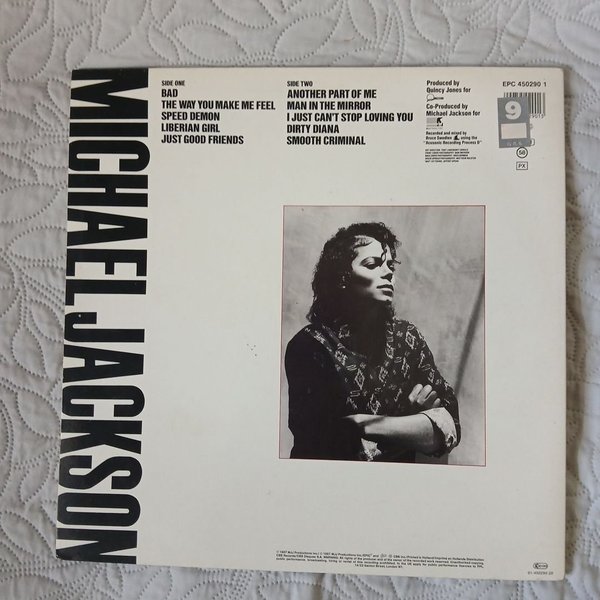 MICHAEL JACKSON
SIDE ONE
BAD
THE WAY YOU MAKE ME FEEL
SPEED DEMON
LIBERIAN GIRL
JUST GOOD FRIENDS
SIDE TWO
ANOTHER PART OF ME
MAN IN THE MIRROR
I JUST CAN'T STOP LOVING YOU
DIRTY DIANA
SMOOTH CRIMINAL
Produced by
Quincy Jones for
Co-Produced by
Michael Jackson for
Recorded and mixed by
Bruce Swedien using the
"Acusonic Recording Process®"
EPC 450290 1
9
PX